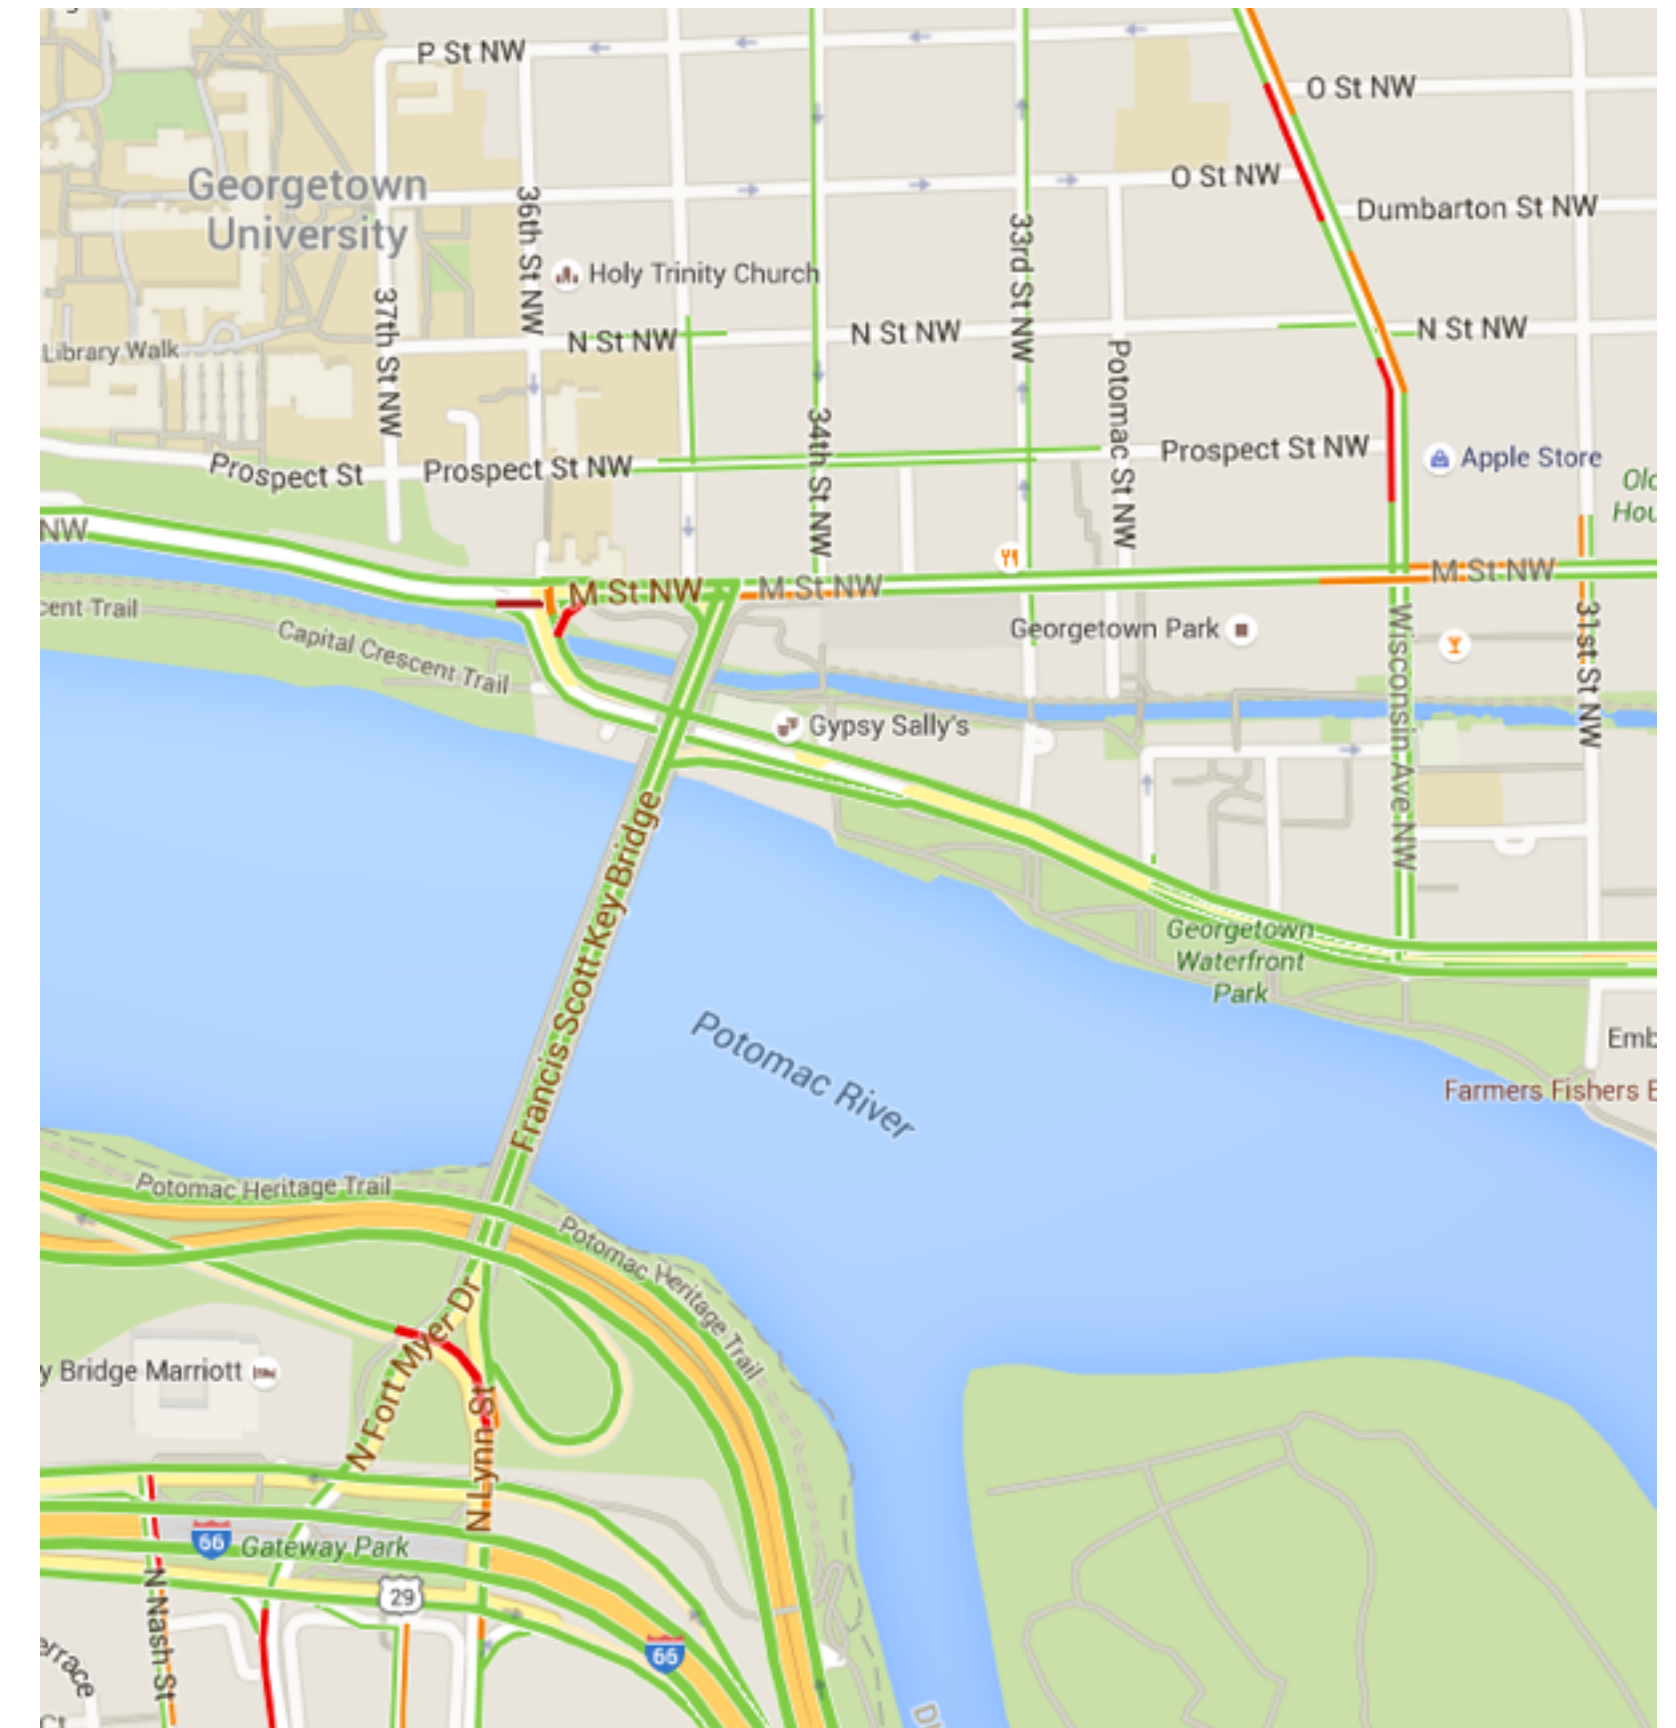 P St NW
O St NW
O St NW
Georgetown
University
36th St NW
Dumbarton St NW
33rd St NW
Holy Trinity Church
37th St NW
N St NW
N St NW
N St NW
Library Walk
Potomac St NW
34th St NW
Prospect St
Prospect St NW
Prospect St NW
Apple Store
Old
Hou
NW
M St NW
M St NW
M St NW
cent Trail
Capital Crescent Trail
Georgetown Park
Wisconsin Ave NW
31st St NW
Gypsy Sally's
Francis Scott Key Bridge
Georgetown
Waterfront
Park
Potomac River
Emb
Farmers Fishers B
Potomac Heritage Trail
Potomac Heritage Trail
N Fort Myer Dr
y Bridge Marriott
N Lynn St
66
Gateway Park
29
N Nash St
66
errace
Ct